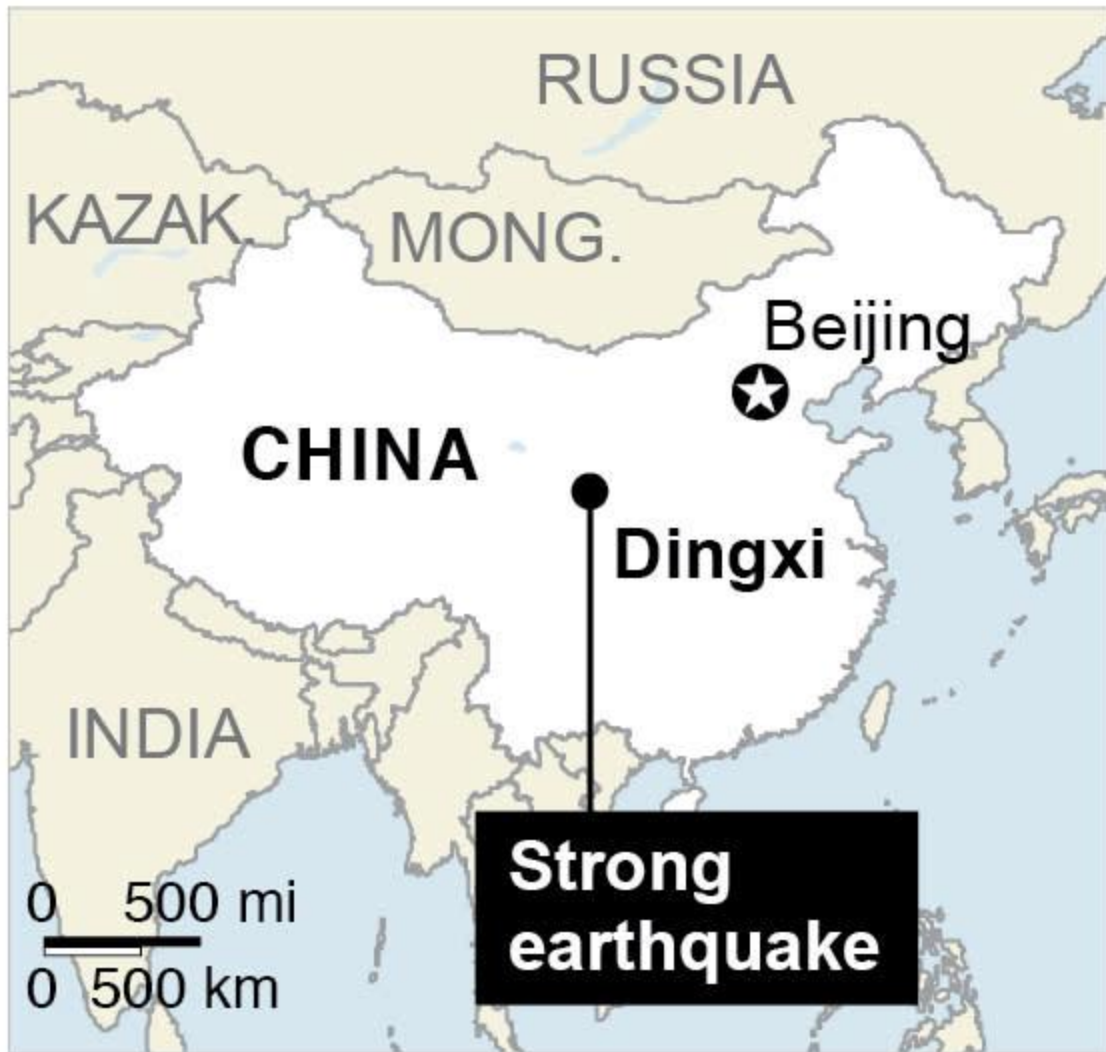 RUSSIA
KAZAK.
MONG.
Beijing
CHINA
Dingxi
INDIA
Strong
earthquake
0 500 mi
0 500 km